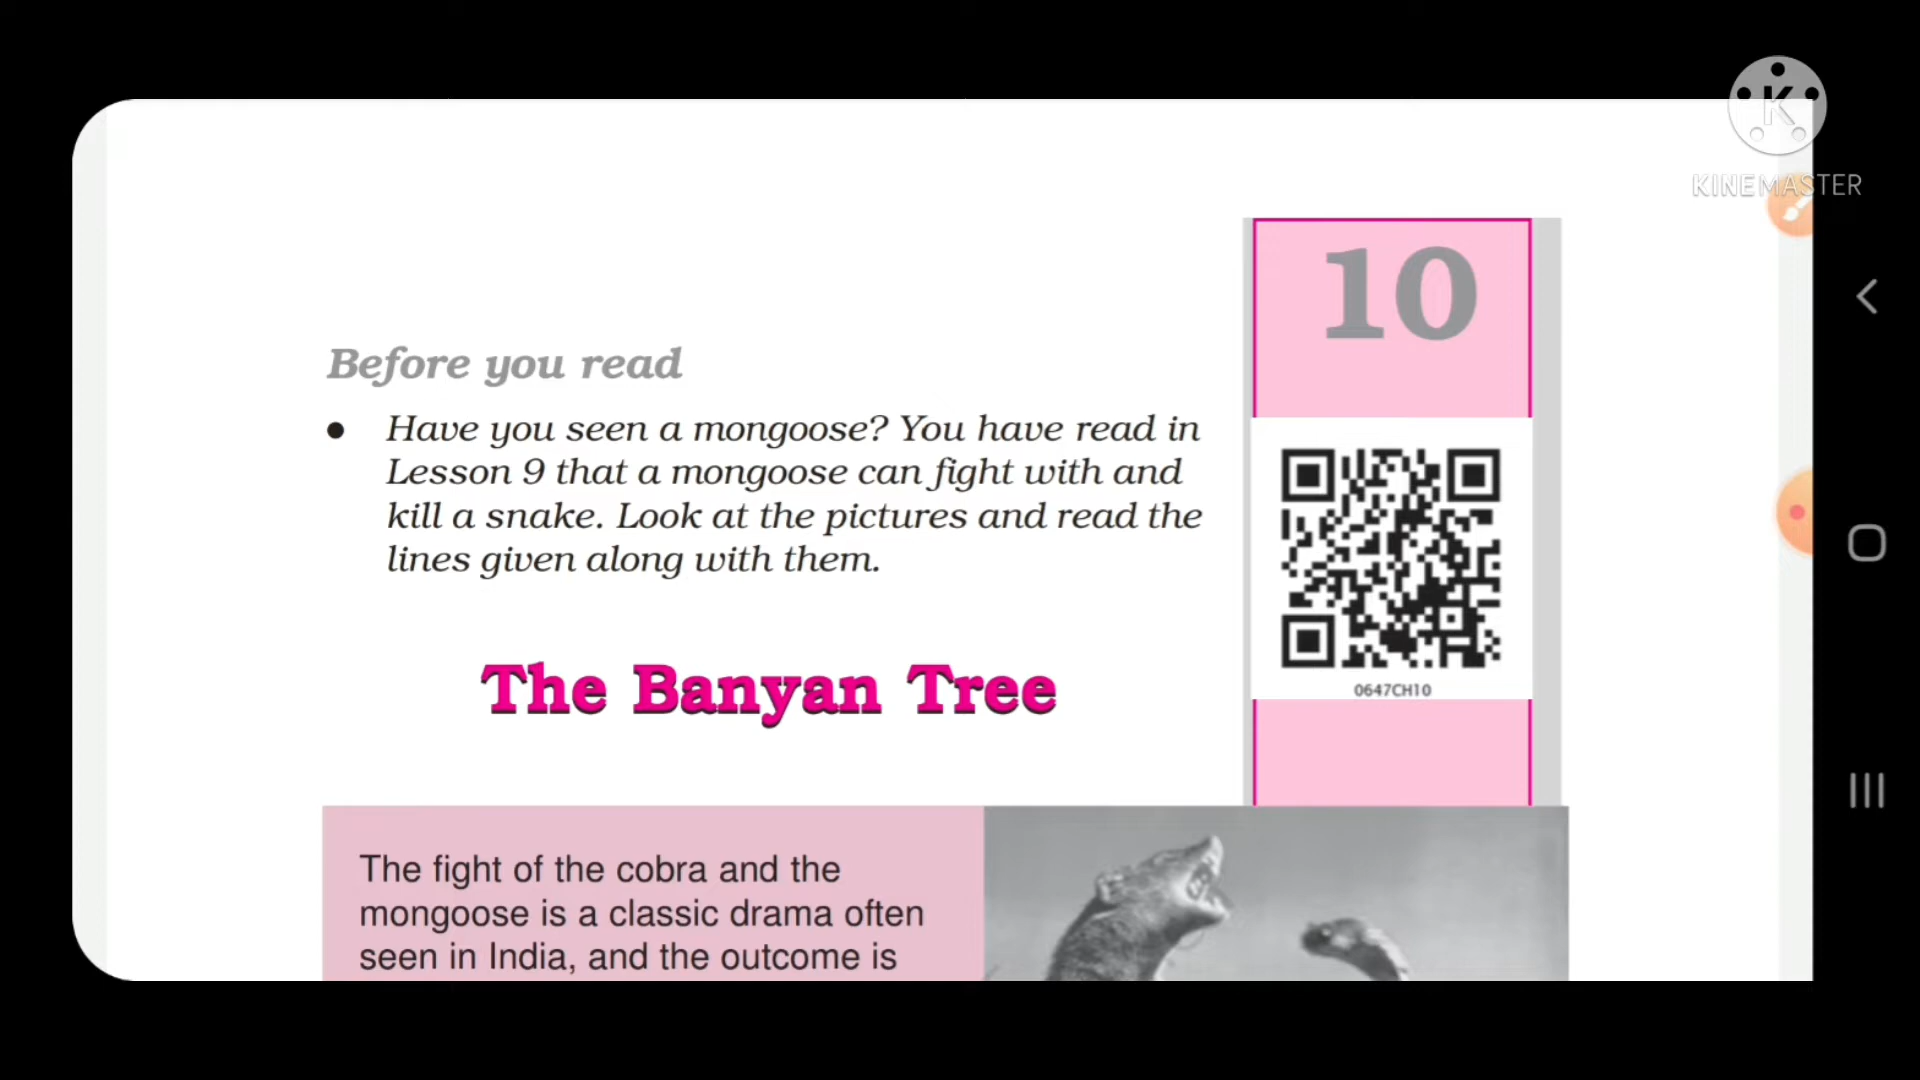 K
KINEMASTER
10
Before you read
● Have you seen a mongoose? You have read in
Lesson 9 that a mongoose can fight with and
kill a snake. Look at the pictures and read the
lines given along with them.
0647CH10
The Banyan Tree
The fight of the cobra and the
mongoose is a classic drama often
seen in India, and the outcome is